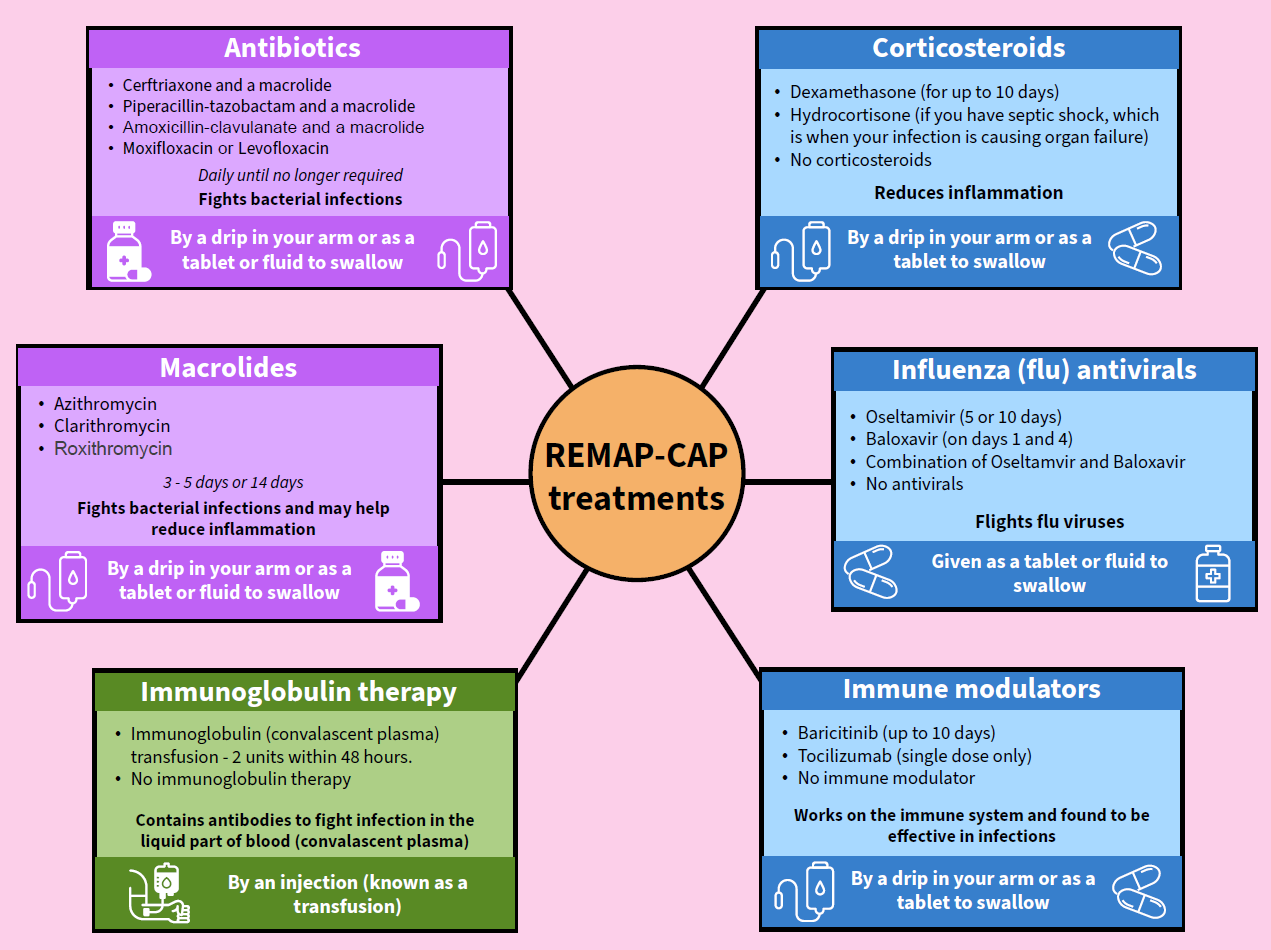 Antibiotics
• Cerftriaxone and a macrolide
• Piperacillin-tazobactam and a macrolide
• Amoxicillin-clavulanate and a macrolide
• Moxifloxacin or Levofloxacin
Daily until no longer required
Fights bacterial infections
By a drip in your arm or as a
tablet or fluid to swallow
Corticosteroids
• Dexamethasone (for up to 10 days)
• Hydrocortisone (if you have septic shock, which
is when your infection is causing organ failure)
• No corticosteroids
Reduces inflammation
By a drip in your arm or as a
tablet to swallow
Macrolides
• Azithromycin
• Clarithromycin
• Roxithromycin
3 - 5 days or 14 days
Fights bacterial infections and may help
reduce inflammation
By a drip in your arm or as a
tablet or fluid to swallow
REMAP-CAP
treatments
Influenza (flu) antivirals
• Oseltamivir (5 or 10 days)
• Baloxavir (on days 1 and 4)
• Combination of Oseltamvir and Baloxavir
• No antivirals
Flights flu viruses
Given as a tablet or fluid to
swallow
Immunoglobulin therapy
• Immunoglobulin (convalascent plasma)
transfusion - 2 units within 48 hours.
• No immunoglobulin therapy
Contains antibodies to fight infection in the
liquid part of blood (convalascent plasma)
By an injection (known as a
transfusion)
Immune modulators
• Baricitinib (up to 10 days)
• Tocilizumab (single dose only)
• No immune modulator
Works on the immune system and found to be
effective in infections
By a drip in your arm or as a
tablet to swallow